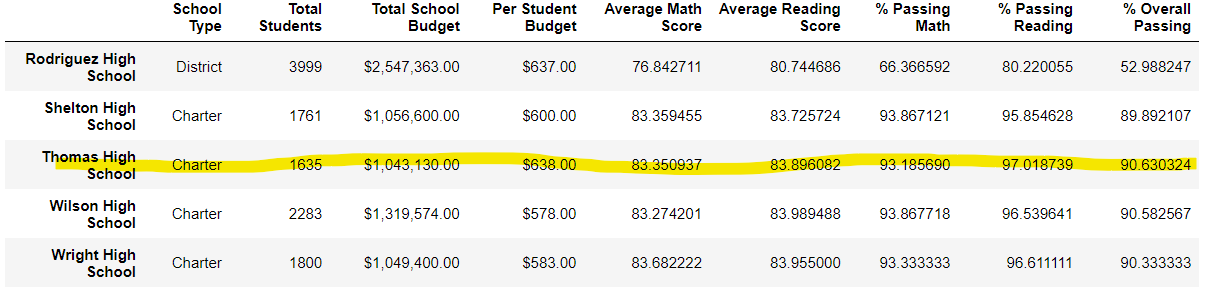 School Type Total Students Total School Budget Per Student Budget Average Math Score Average Reading Score % Passing Math % Passing Reading % Overall Passing
Rodriguez High School District 3999 $2,547,363.00 $637.00 76.842711 80.744686 66.366592 80.220055 52.988247
Shelton High School Charter 1761 $1,056,600.00 $600.00 83.359455 83.725724 93.867121 95.854628 89.892107
Thomas High School Charter 1635 $1,043,130.00 $638.00 83.350937 83.896082 93.185690 97.018739 90.630324
Wilson High School Charter 2283 $1,319,574.00 $578.00 83.274201 83.989488 93.867718 96.539641 90.582567
Wright High School Charter 1800 $1,049,400.00 $583.00 83.682222 83.955000 93.333333 96.611111 90.333333